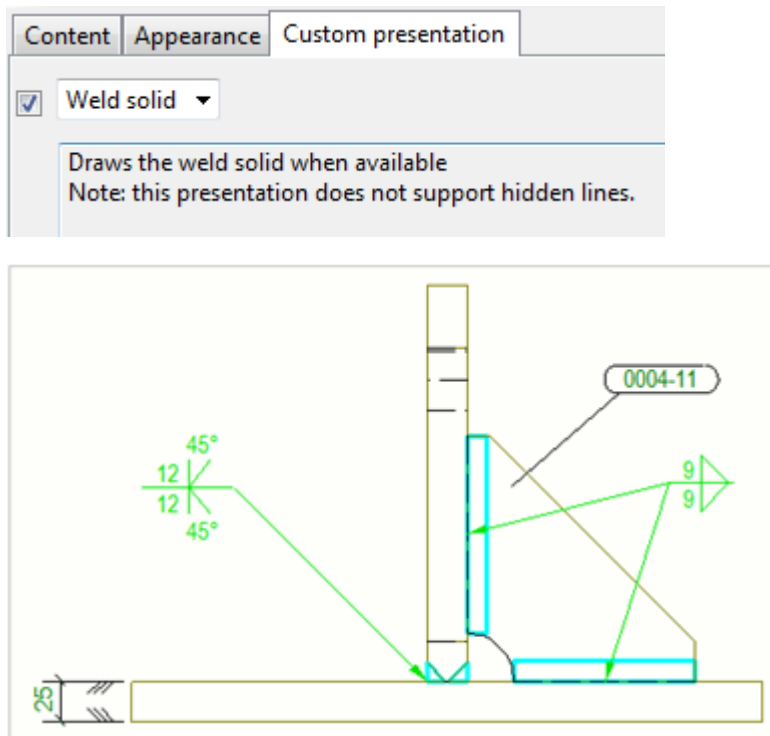 Content Appearance Custom presentation
Weld solid
Draws the weld solid when available
Note: this presentation does not support hidden lines.
0004-11
45°
12
12
45°
9
9
25